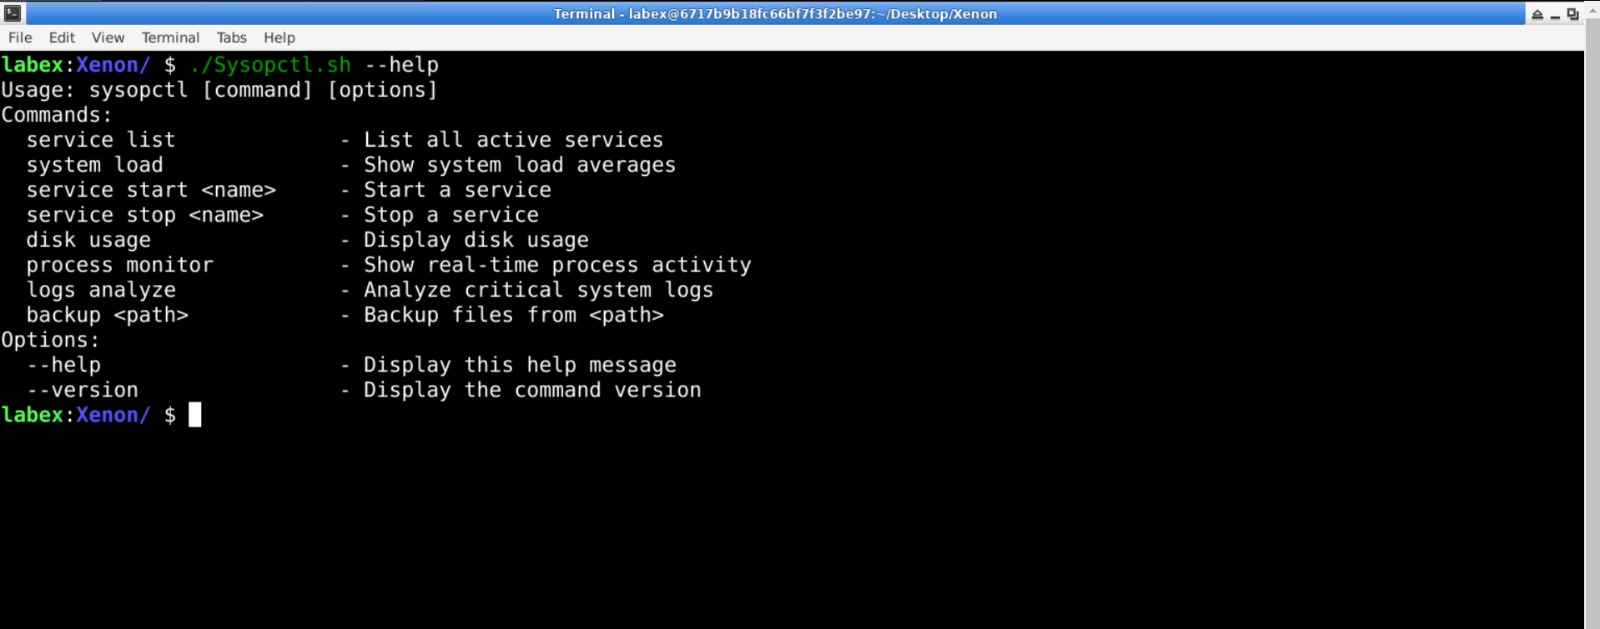 Terminal - labex@6717b9b18fc66bf7f3f2be97:~/Desktop/Xenon
File Edit View Terminal Tabs Help
labex:Xenon/ $ ./Sysopctl.sh --help
Usage: sysopctl [command] [options]
Commands:
  service list             - List all active services
  system load              - Show system load averages
  service start <name>     - Start a service
  service stop <name>      - Stop a service
  disk usage               - Display disk usage
  process monitor          - Show real-time process activity
  logs analyze             - Analyze critical system logs
  backup <path>            - Backup files from <path>
Options:
  --help                   - Display this help message
  --version                - Display the command version
labex:Xenon/ $